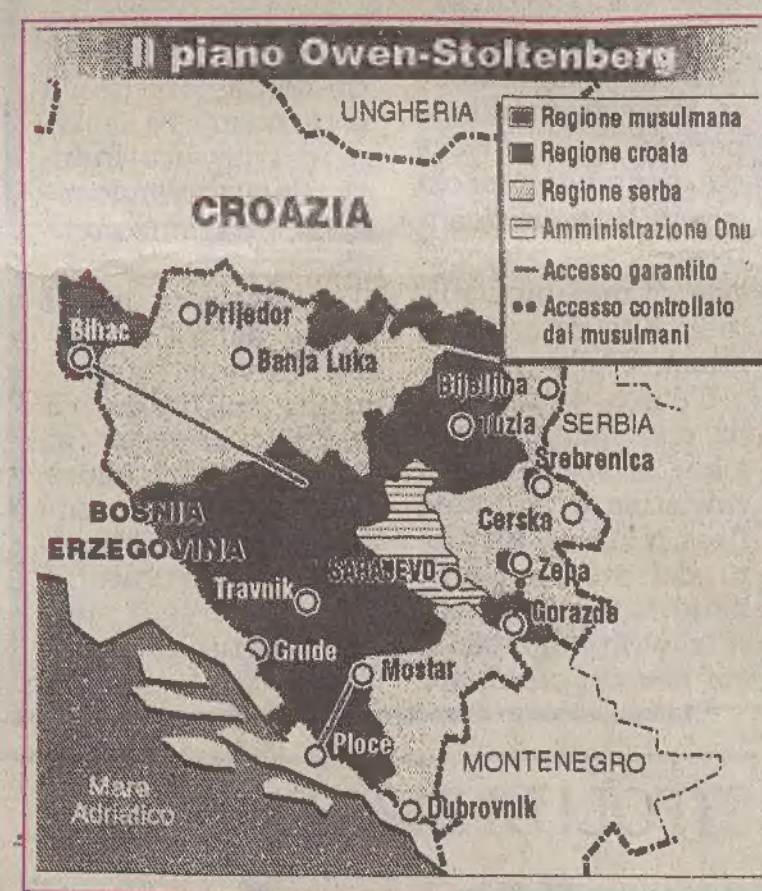 Il piano Owen-Stoltenberg
UNGHERIA
Regione musulmana
Regione croata
Regione serba
Amministrazione Onu
Accesso garantito
Accesso controllato
dai musulmani
CROAZIA
Prijedor
Bihac
Banja Luka
Bijeljina
Tuzla
SERBIA
Srebrenica
Cerska
BOSNIA
ERZEGOVINA
SARAJEVO
Zepa
Travnik
Gorazde
Grude
Mostar
Ploce
MONTENEGRO
Mare
Adriatico
Dubrovnik